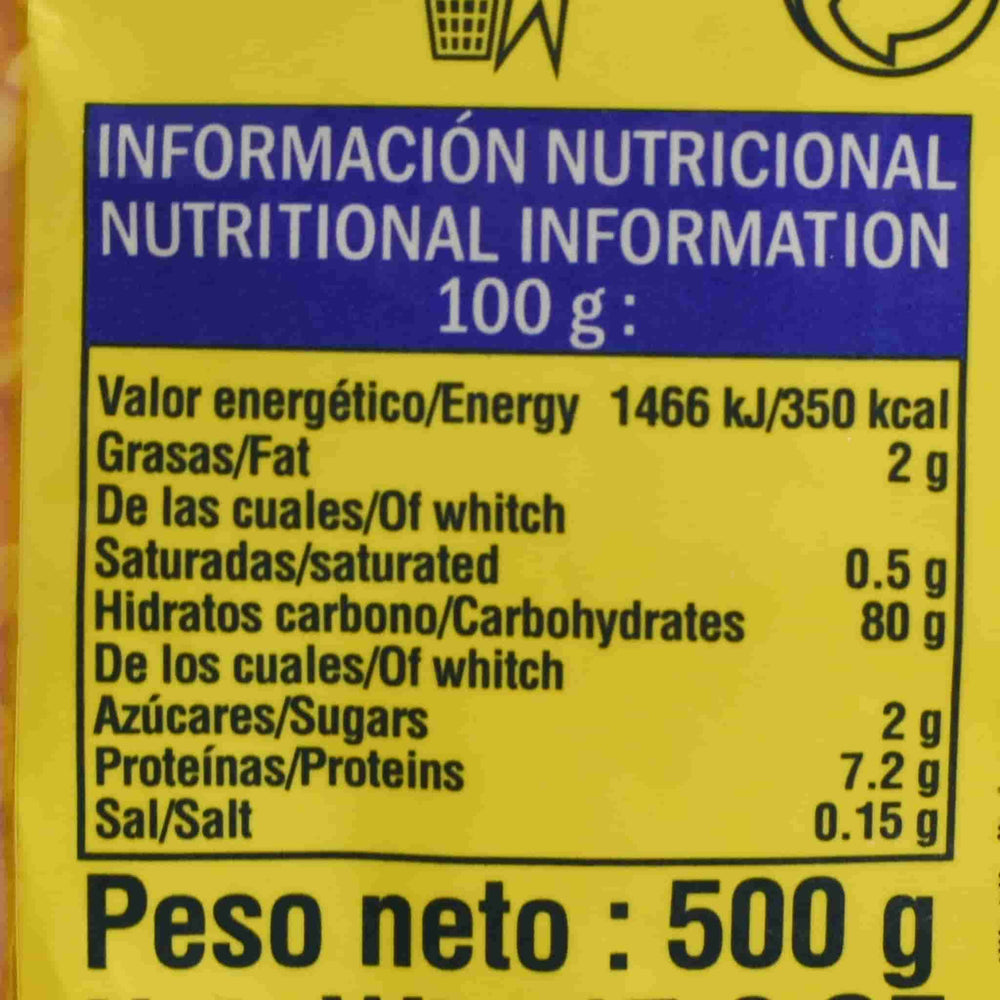 INFORMACIÓN NUTRICIONAL
NUTRITIONAL INFORMATION
100 g :
Valor energético/Energy 1466 kJ/350 kcal
Grasas/Fat 2 g
De las cuales/Of whitch
Saturadas/saturated 0.5 g
Hidratos carbono/Carbohydrates 80 g
De los cuales/Of whitch
Azúcares/Sugars 2 g
Proteínas/Proteins 7.2 g
Sal/Salt 0.15 g
Peso neto : 500 g